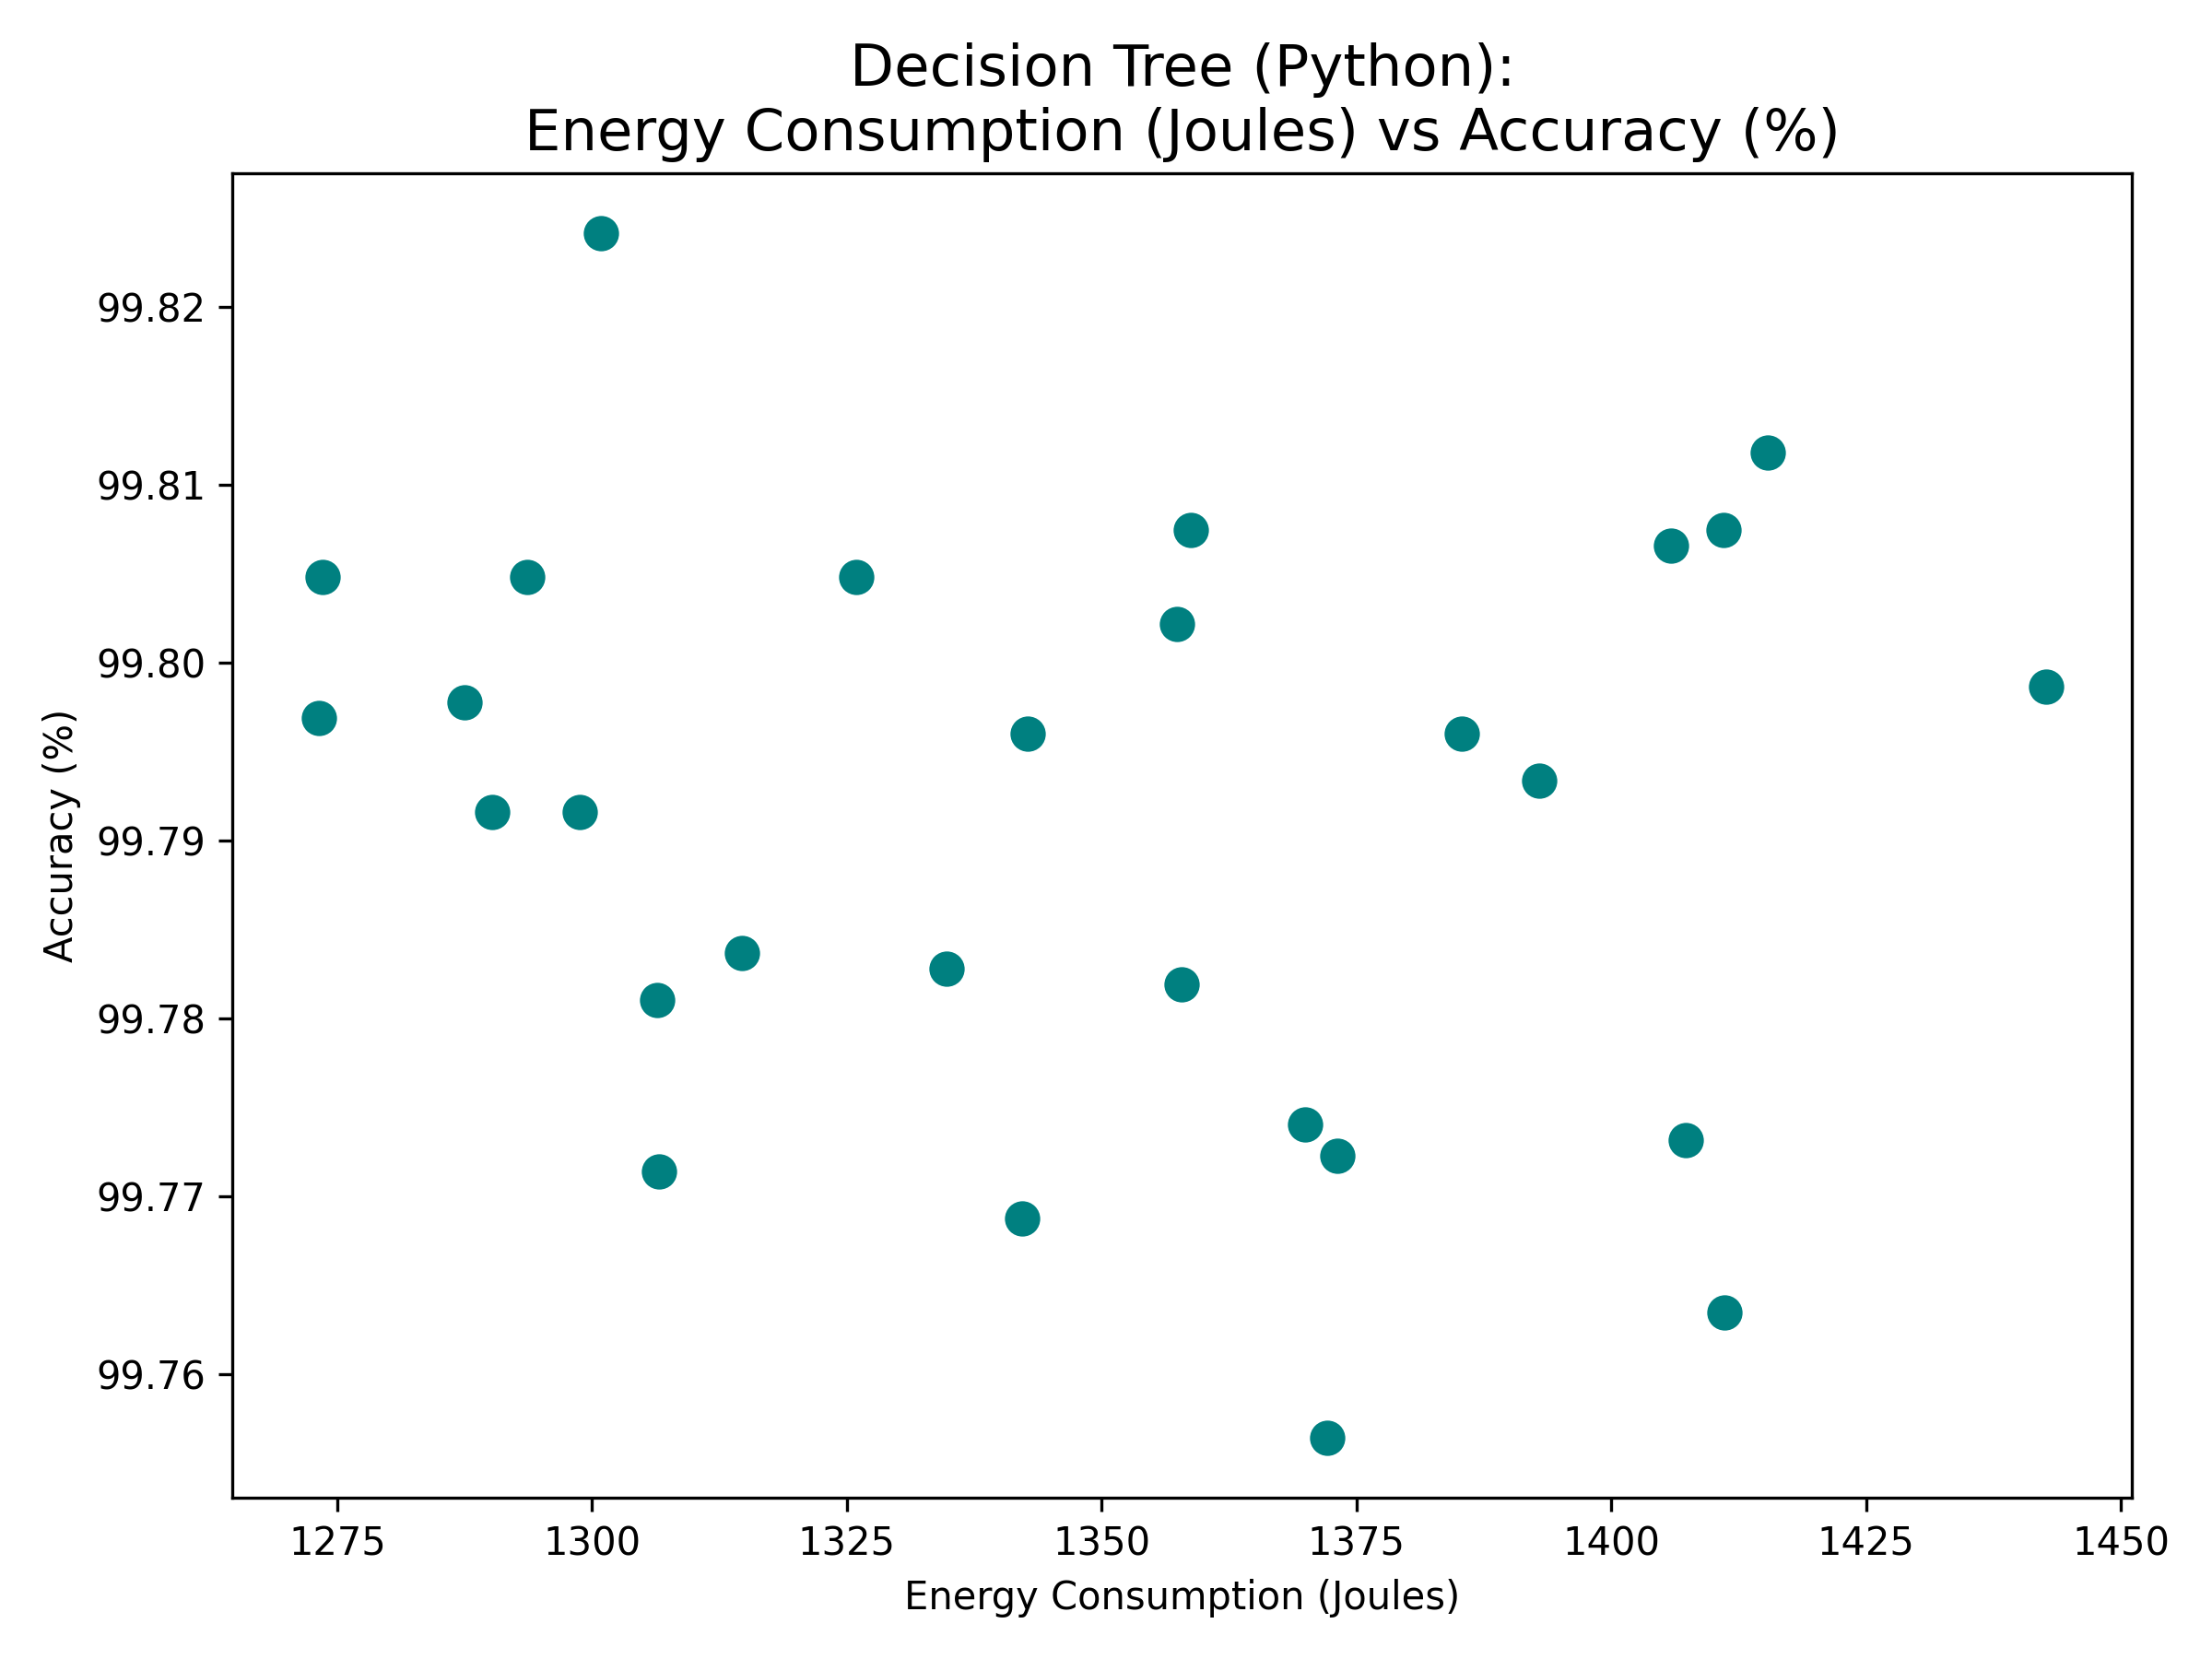 Decision Tree (Python):
Energy Consumption (Joules) vs Accuracy (%)
99.82
99.81
99.80
99.79
99.78
99.77
99.76
Accuracy (%)
1275 1300 1325 1350 1375 1400 1425 1450
Energy Consumption (Joules)